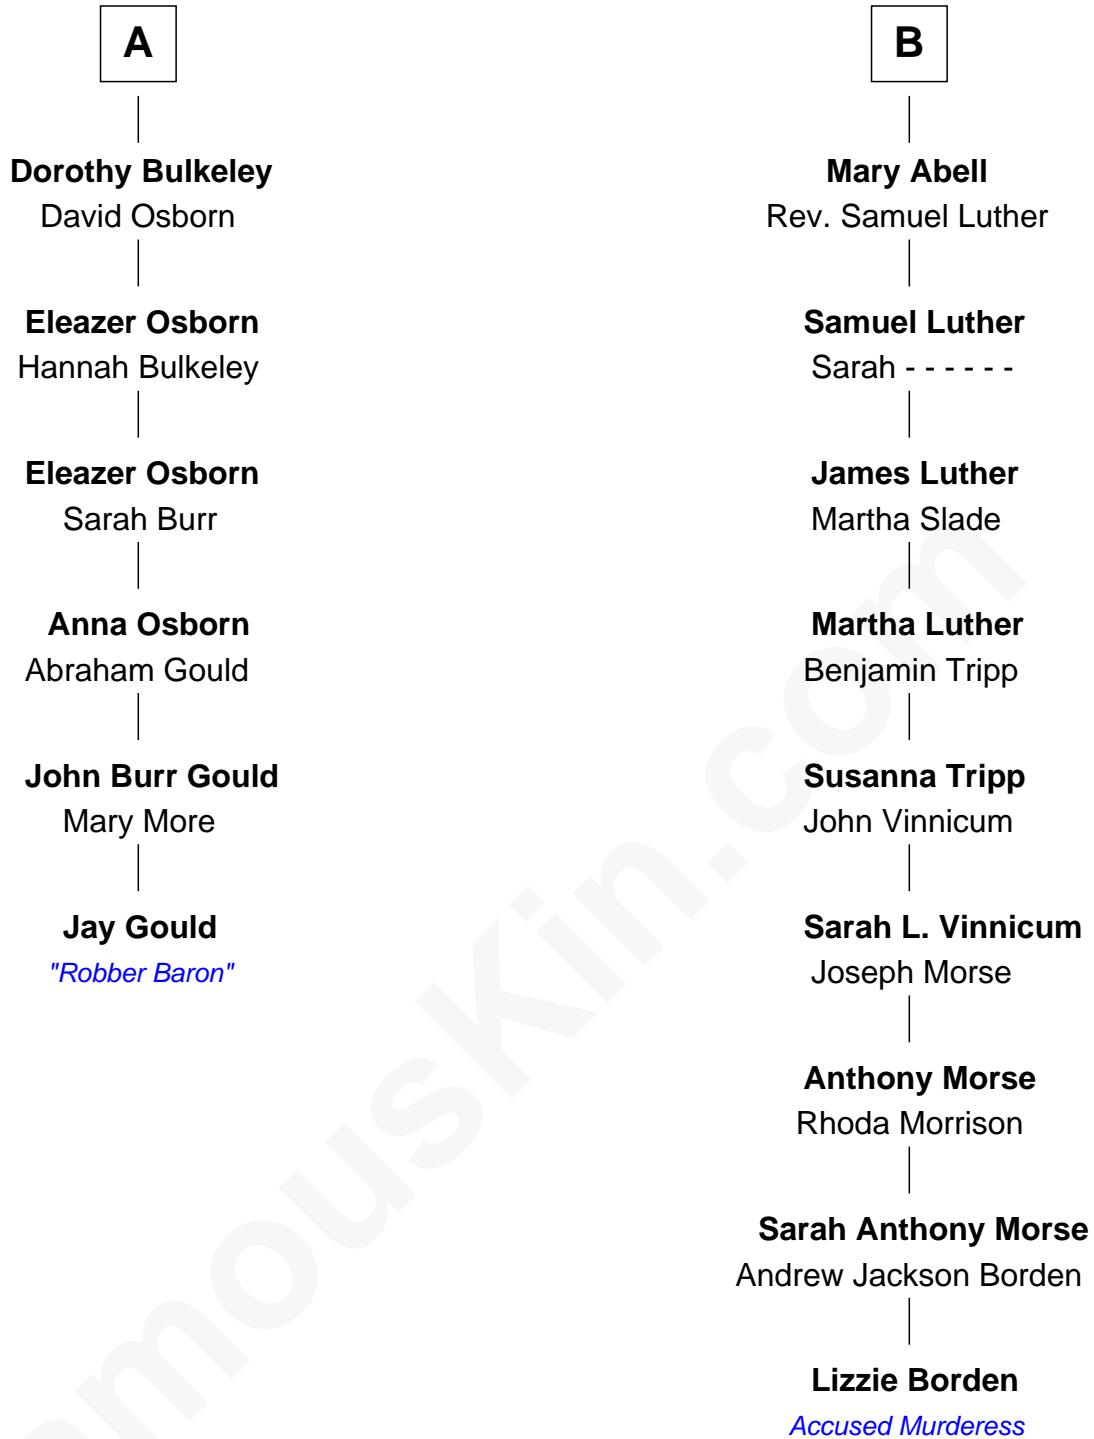 A
Dorothy Bulkeley
David Osborn
Eleazer Osborn
Hannah Bulkeley
Eleazer Osborn
Sarah Burr
Anna Osborn
Abraham Gould
John Burr Gould
Mary More
Jay Gould
"Robber Baron"
B
Mary Abell
Rev. Samuel Luther
Samuel Luther
Sarah - - - - - -
James Luther
Martha Slade
Martha Luther
Benjamin Tripp
Susanna Tripp
John Vinnicum
Sarah L. Vinnicum
Joseph Morse
Anthony Morse
Rhoda Morrison
Sarah Anthony Morse
Andrew Jackson Borden
Lizzie Borden
Accused Murderess
amouskin.com